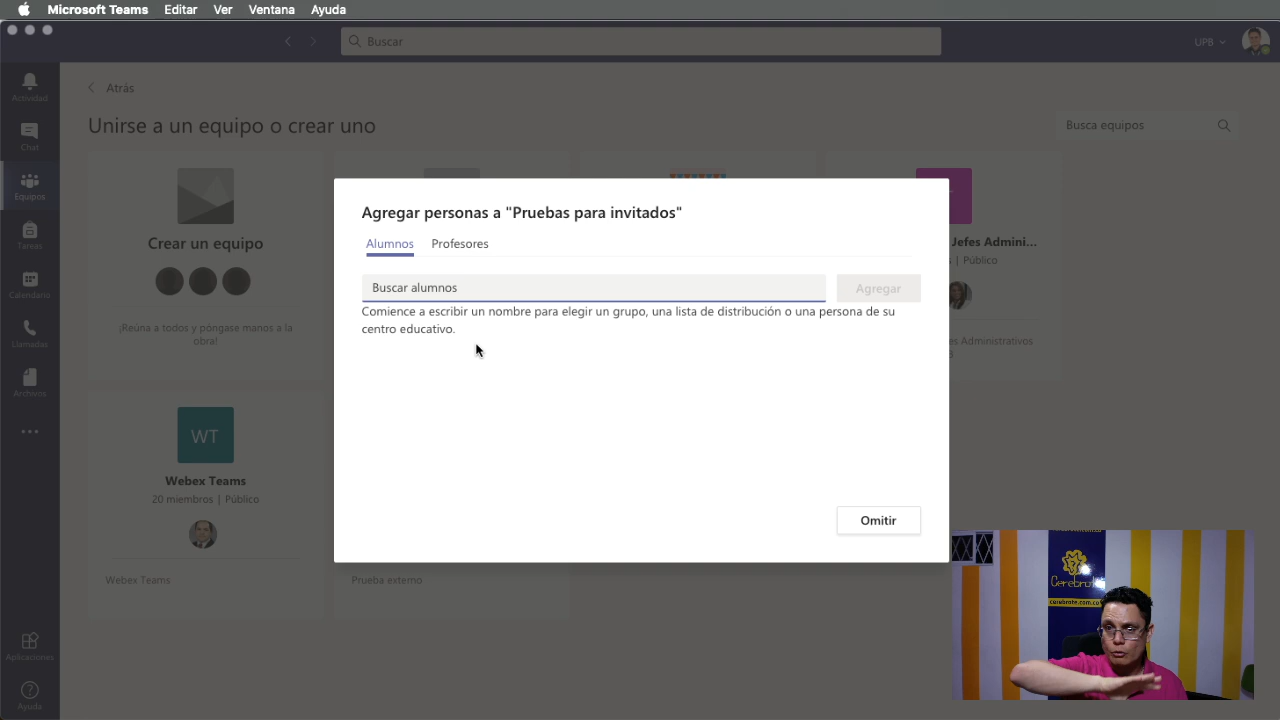 Microsoft Teams Editar Ver Ventana Ayuda
Buscar
UPB
Actividad
Chat
Equipos
Tareas
Calendario
Llamadas
Archivos
Aplicaciones
Ayuda
Atrás
Unirse a un equipo o crear uno
Busca equipos
Crear un equipo
¡Reúna a todos y póngase manos a la
obra!
Jefes Admini...
| Público
es Administrativos
WT
Webex Teams
20 miembros | Público
Webex Teams
Prueba externo
Agregar personas a "Pruebas para invitados"
Alumnos Profesores
Buscar alumnos
Agregar
Comience a escribir un nombre para elegir un grupo, una lista de distribución o una persona de su
centro educativo.
Omitir
Cerebrote
cerebrote.com.co